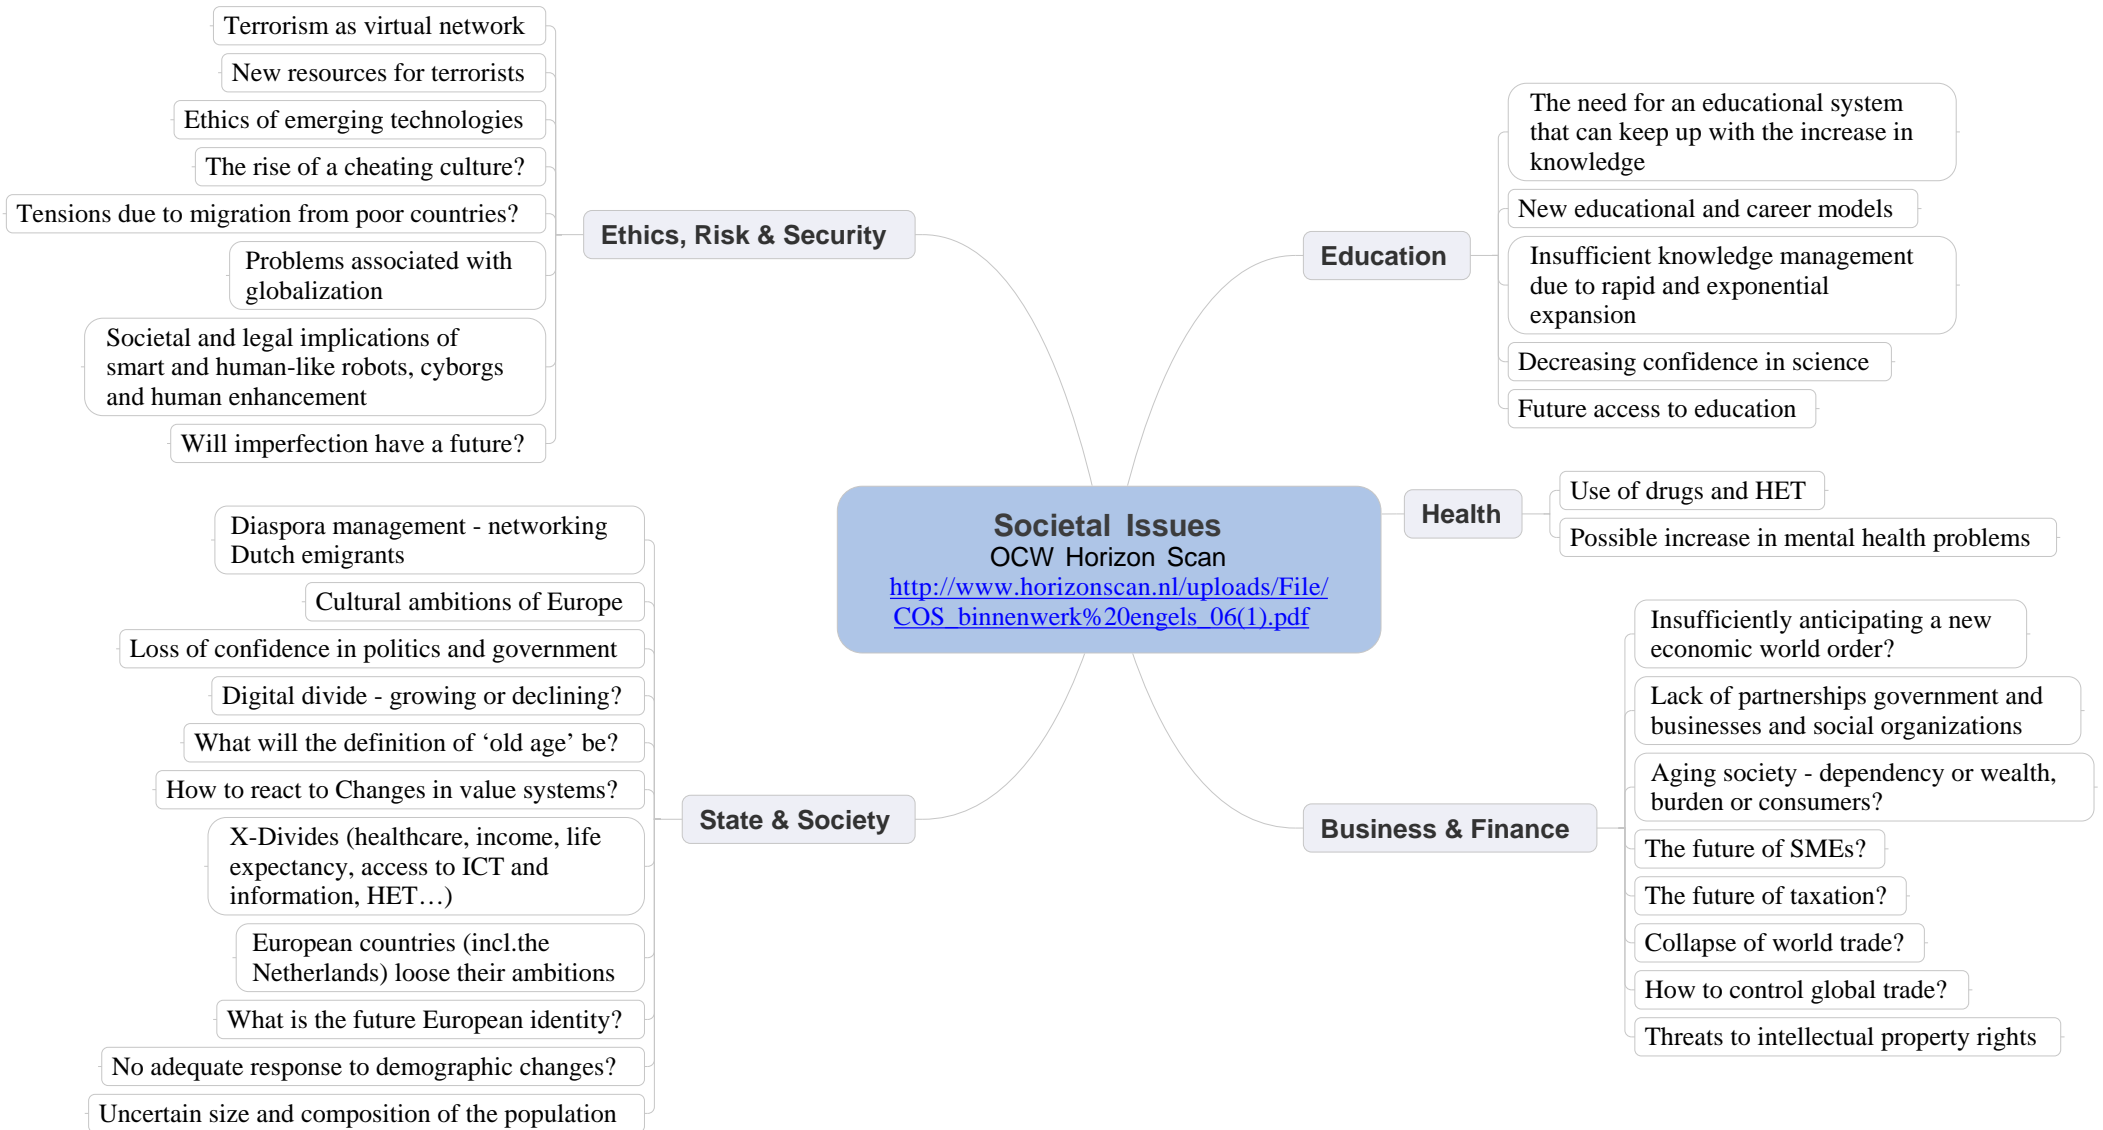 Societal Issues
OCW Horizon Scan
http://www.horizonscan.nl/uploads/File/
COS_binnenwerk%20engels_06(1).pdf
Ethics, Risk & Security
Terrorism as virtual network
New resources for terrorists
Ethics of emerging technologies
The rise of a cheating culture?
Tensions due to migration from poor countries?
Problems associated with
globalization
Societal and legal implications of
smart and human-like robots, cyborgs
and human enhancement
Will imperfection have a future?
State & Society
Diaspora management - networking
Dutch emigrants
Cultural ambitions of Europe
Loss of confidence in politics and government
Digital divide - growing or declining?
What will the definition of ‘old age’ be?
How to react to Changes in value systems?
X-Divides (healthcare, income, life
expectancy, access to ICT and
information, HET…)
European countries (incl.the
Netherlands) loose their ambitions
What is the future European identity?
No adequate response to demographic changes?
Uncertain size and composition of the population
Education
The need for an educational system
that can keep up with the increase in
knowledge
New educational and career models
Insufficient knowledge management
due to rapid and exponential
expansion
Decreasing confidence in science
Future access to education
Health
Use of drugs and HET
Possible increase in mental health problems
Business & Finance
Insufficiently anticipating a new
economic world order?
Lack of partnerships government and
businesses and social organizations
Aging society - dependency or wealth,
burden or consumers?
The future of SMEs?
The future of taxation?
Collapse of world trade?
How to control global trade?
Threats to intellectual property rights